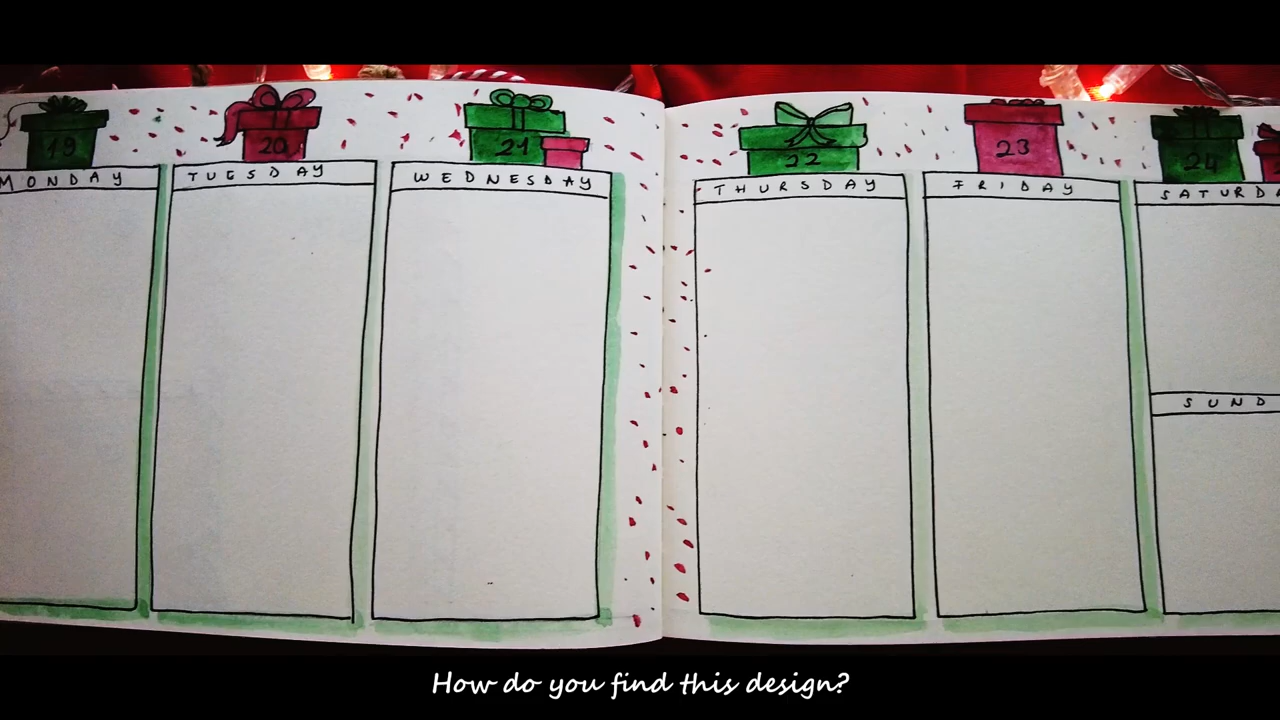 19 20 21 22 23 24
MONDAY TUESDAY WEDNESDAY THURSDAY FRIDAY SATURDA
SUND
How do you find this design?